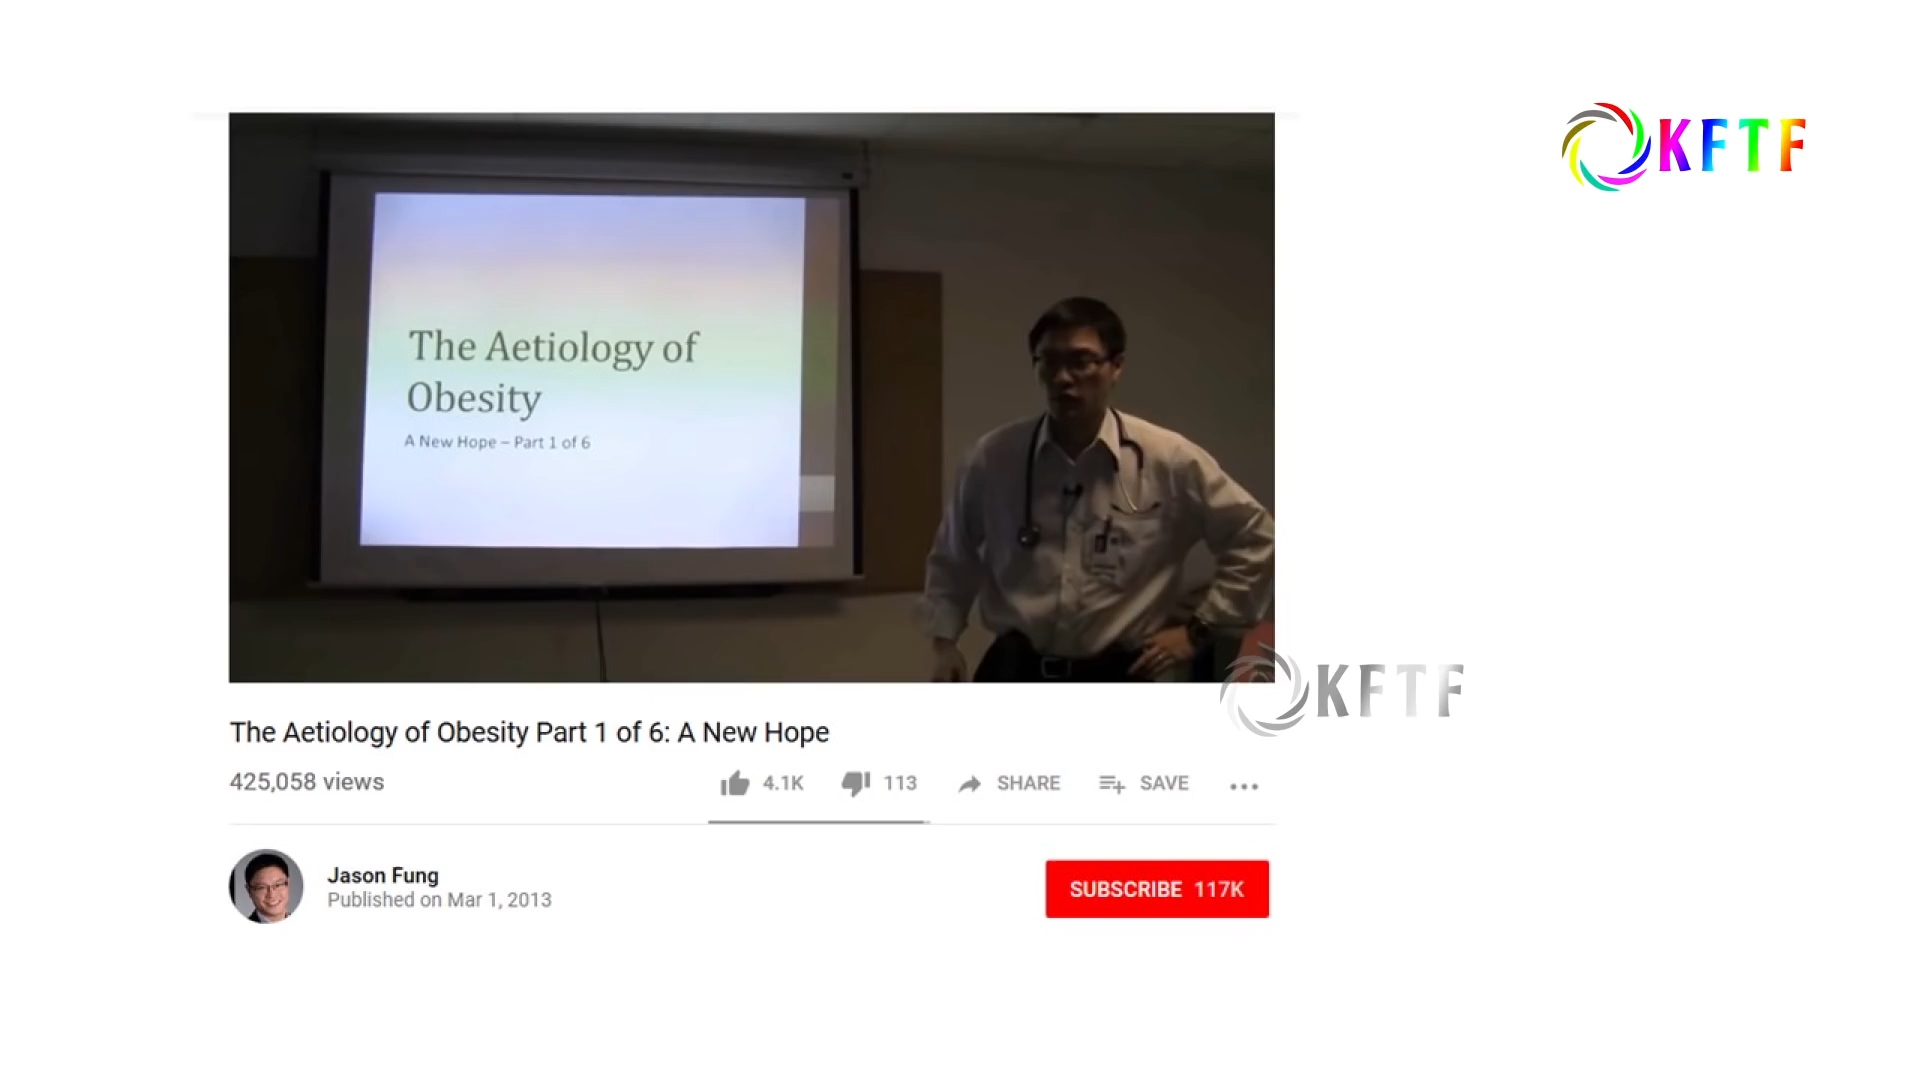 KFTF
The Aetiology of
Obesity
A New Hope – Part 1 of 6
KFTF
The Aetiology of Obesity Part 1 of 6: A New Hope
425,058 views
4.1K
113
SHARE
SAVE
Jason Fung
Published on Mar 1, 2013
SUBSCRIBE 117K